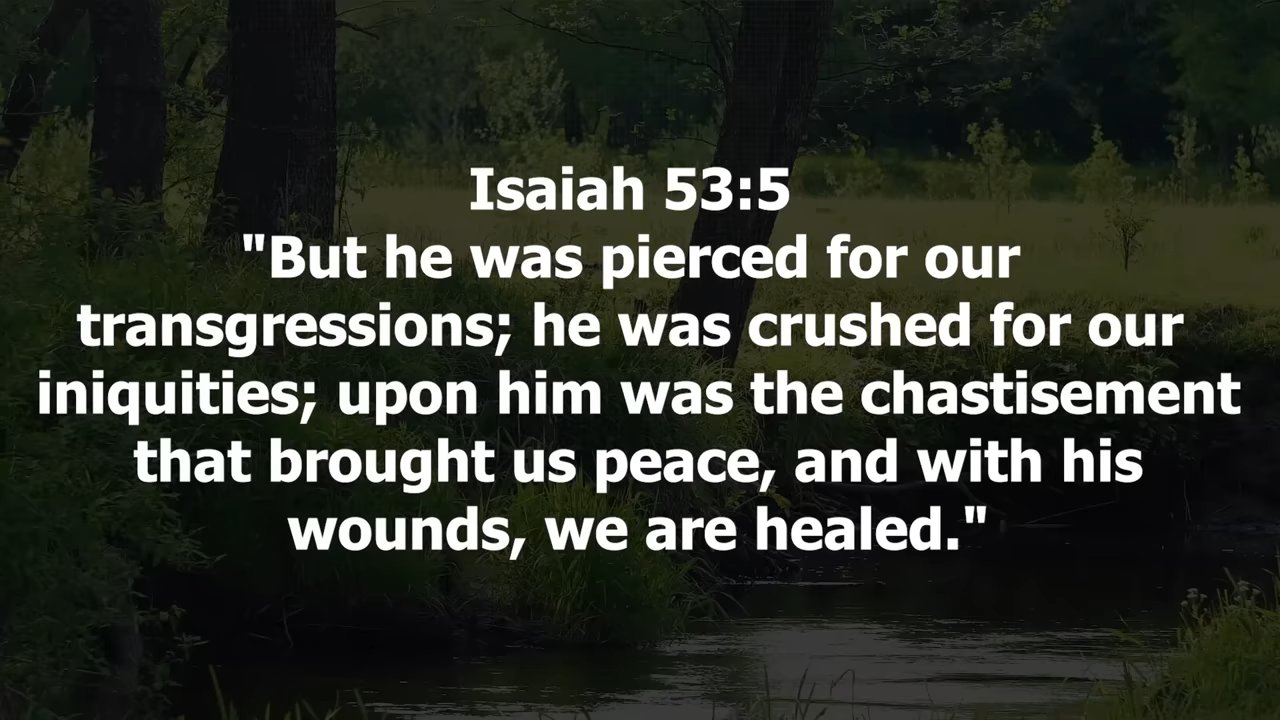 Isaiah 53:5
"But he was pierced for our
transgressions; he was crushed for our
iniquities; upon him was the chastisement
that brought us peace, and with his
wounds, we are healed."